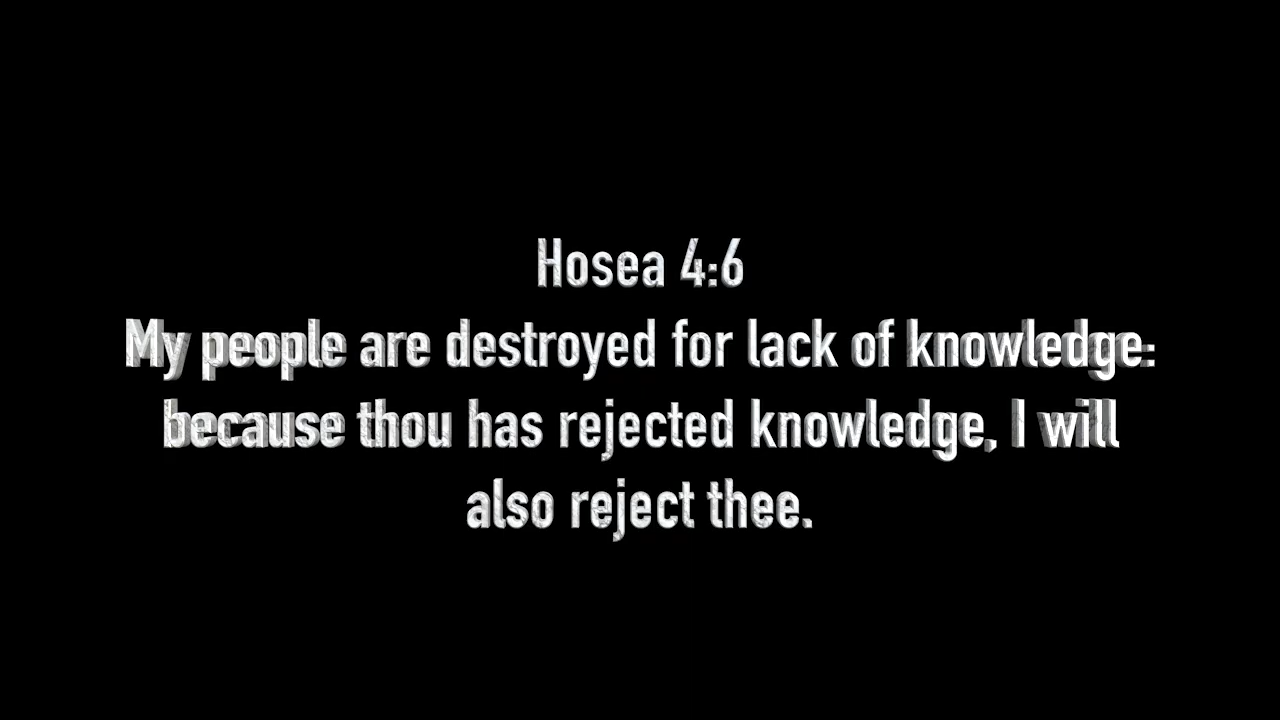 Hosea 4:6
My people are destroyed for lack of knowledge:
because thou has rejected knowledge, I will
also reject thee.